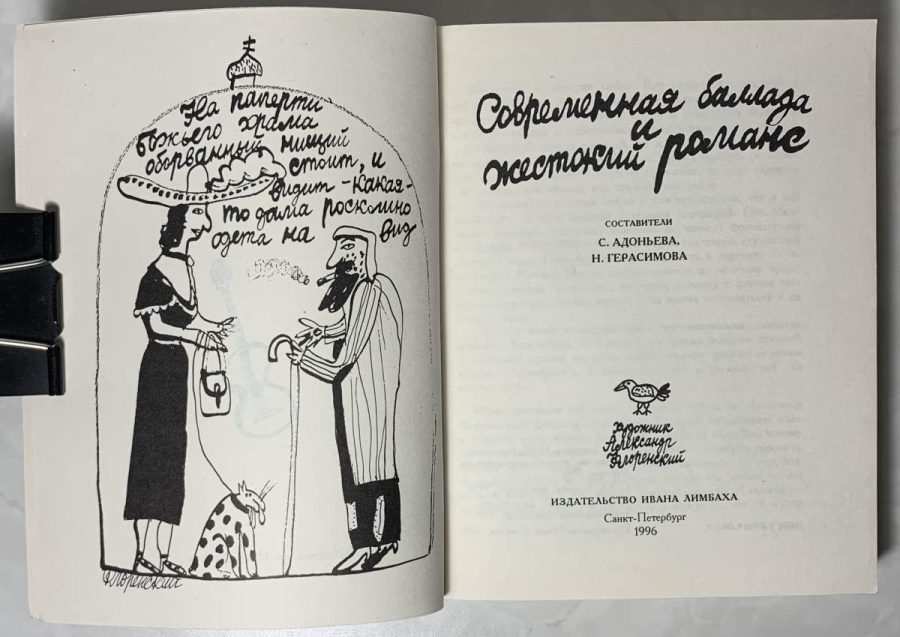 На паперти
божьего храма
оборванный нищий
стоит, и
видит - какая-
то дама роскошно
одета на вид
Флоренский
Современная баллада
и
жестокий романс
СОСТАВИТЕЛИ
С. АДОНЬЕВА,
Н. ГЕРАСИМОВА
Художник
Александр
Флоренский
ИЗДАТЕЛЬСТВО ИВАНА ЛИМБАХА
Санкт-Петербург
1996